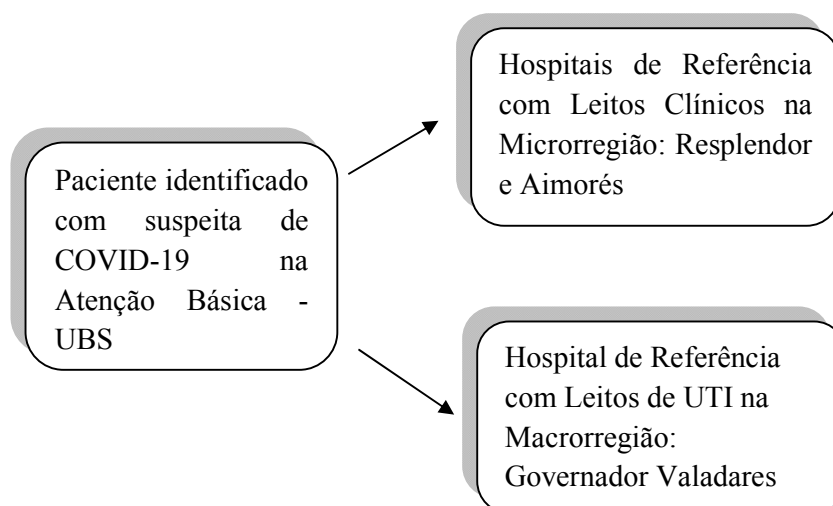 Paciente identificado
com suspeita de
COVID-19 na
Atenção Básica -
UBS
Hospitais de Referência
com Leitos Clínicos na
Microrregião: Resplendor
e Aimorés
Hospital de Referência
com Leitos de UTI na
Macrorregião:
Governador Valadares